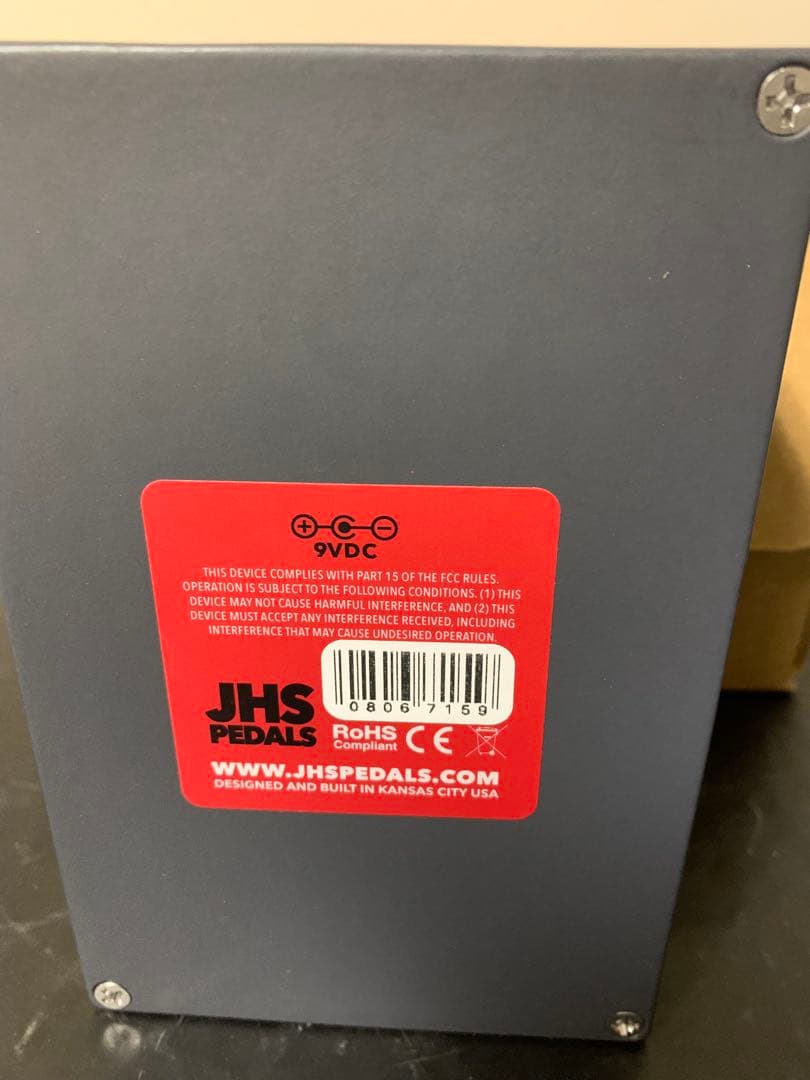 9VDC
THIS DEVICE COMPLIES WITH PART 15 OF THE FCC RULES.
OPERATION IS SUBJECT TO THE FOLLOWING CONDITIONS. (1) THIS
DEVICE MAY NOT CAUSE HARMFUL INTERFERENCE, AND (2) THIS
DEVICE MUST ACCEPT ANY INTERFERENCE RECEIVED, INCLUDING
INTERFERENCE THAT MAY CAUSE UNDESIRED OPERATION.
08067159
JHS
PEDALS
RoHS
Compliant CE
WWW.JHSPEDALS.COM
DESIGNED AND BUILT IN KANSAS CITY USA